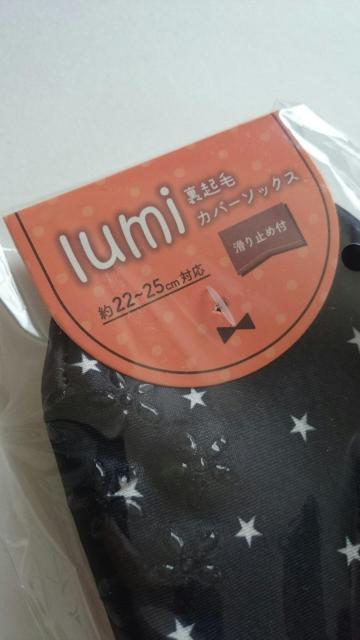 lumi
裏起毛
カバーソックス
滑り止め付
約22~25cm対応